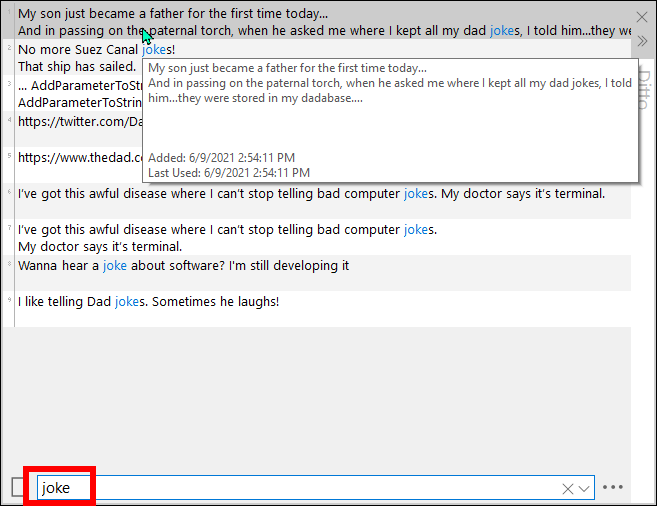 1 My son just became a father for the first time today...
And in passing on the paternal torch, when he asked me where I kept all my dad jokes, I told him...they we
2 No more Suez Canal jokes!
That ship has sailed.
3 ... AddParameterToStrin
AddParameterToStrin
4 https://twitter.com/Da
5 https://www.thedad.co
My son just became a father for the first time today...
And in passing on the paternal torch, when he asked me where I kept all my dad jokes, I told
him...they were stored in my dadabase....
Added: 6/9/2021 2:54:11 PM
Last Used: 6/9/2021 2:54:11 PM
6 I've got this awful disease where I can't stop telling bad computer jokes. My doctor says it's terminal.
7 I've got this awful disease where I can't stop telling bad computer jokes.
My doctor says it's terminal.
8 Wanna hear a joke about software? I'm still developing it
9 I like telling Dad jokes. Sometimes he laughs!
Ditto
joke